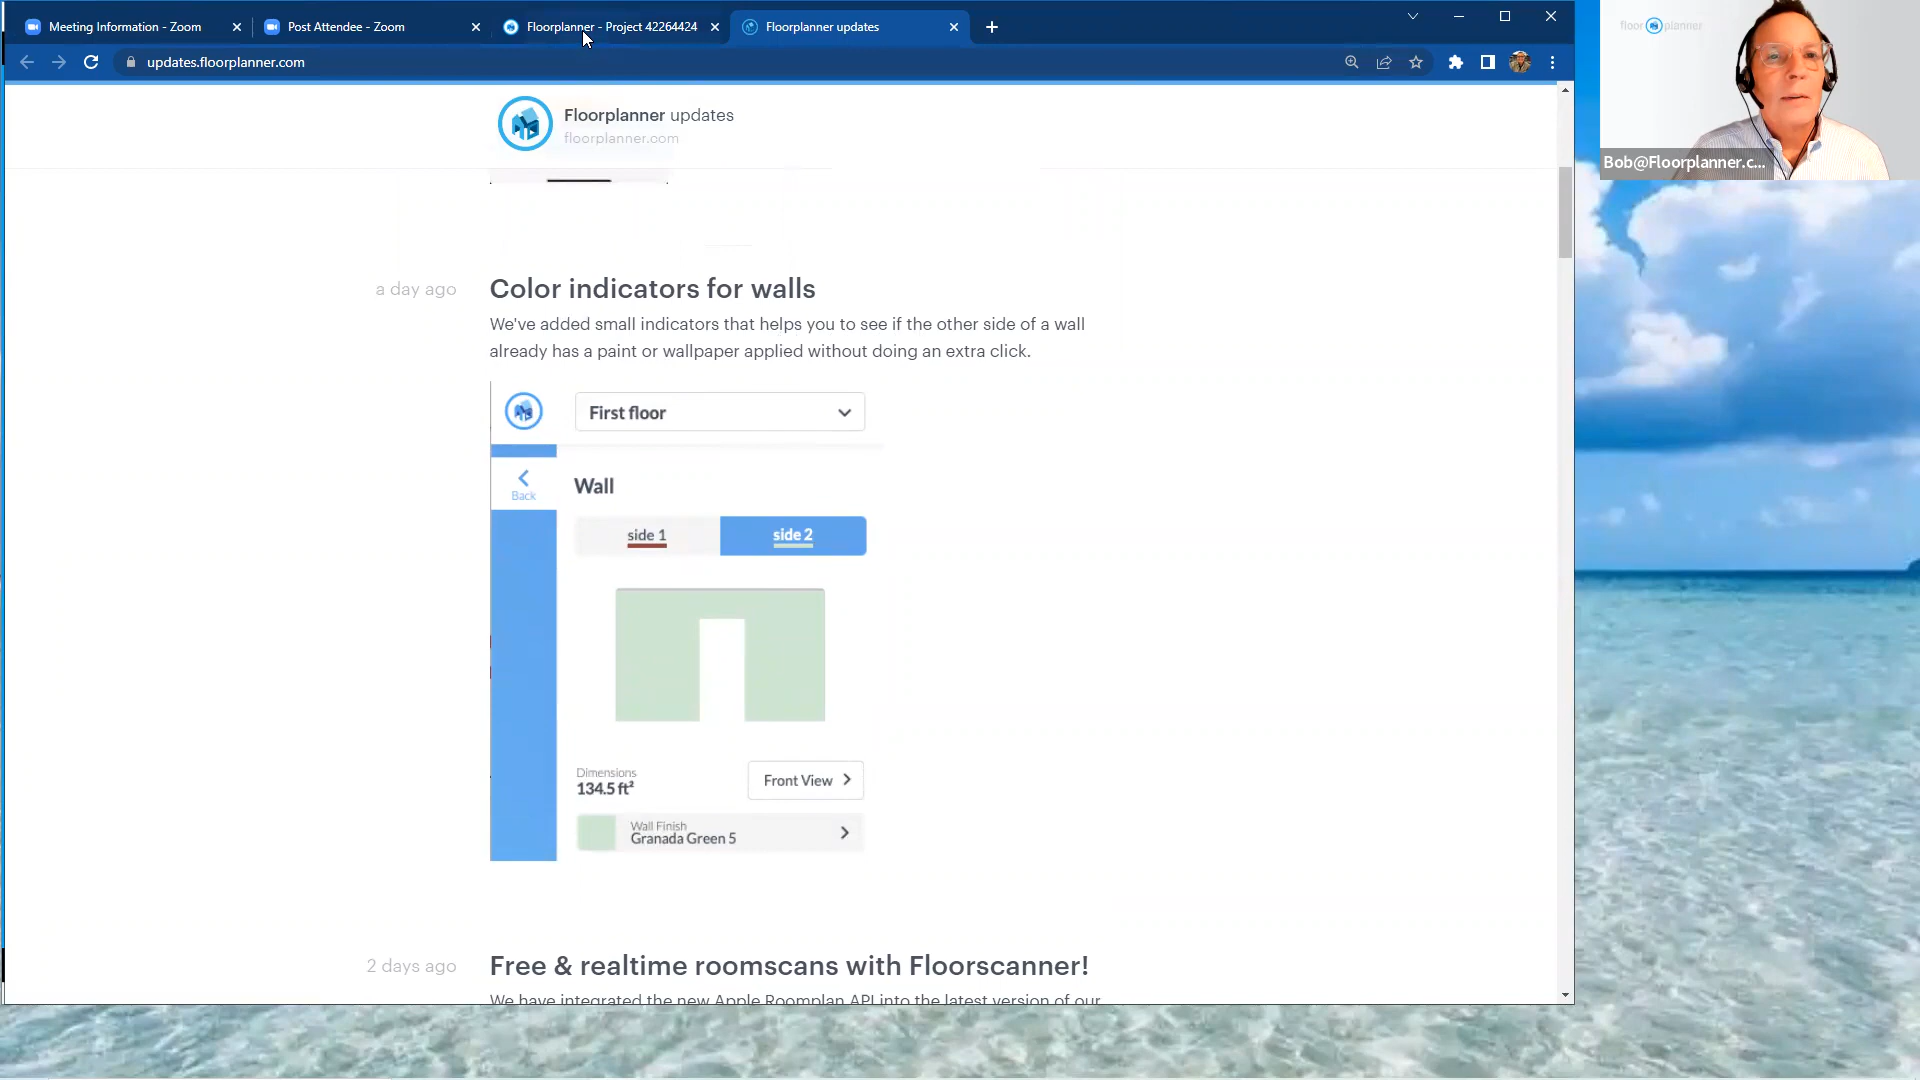 Meeting Information - Zoom
Post Attendee - Zoom
Floorplanner - Project 42264424
Floorplanner updates
updates.floorplanner.com
floorplanner
Bob@Floorplanner.c...
Floorplanner updates
floorplanner.com
a day ago
Color indicators for walls
We've added small indicators that helps you to see if the other side of a wall
already has a paint or wallpaper applied without doing an extra click.
First floor
Back
Wall
side 1
side 2
Dimensions
134.5 ft²
Front View
Wall Finish
Granada Green 5
2 days ago
Free & realtime roomscans with Floorscanner!
We have integrated the new Apple Roomplan API into the latest version of our